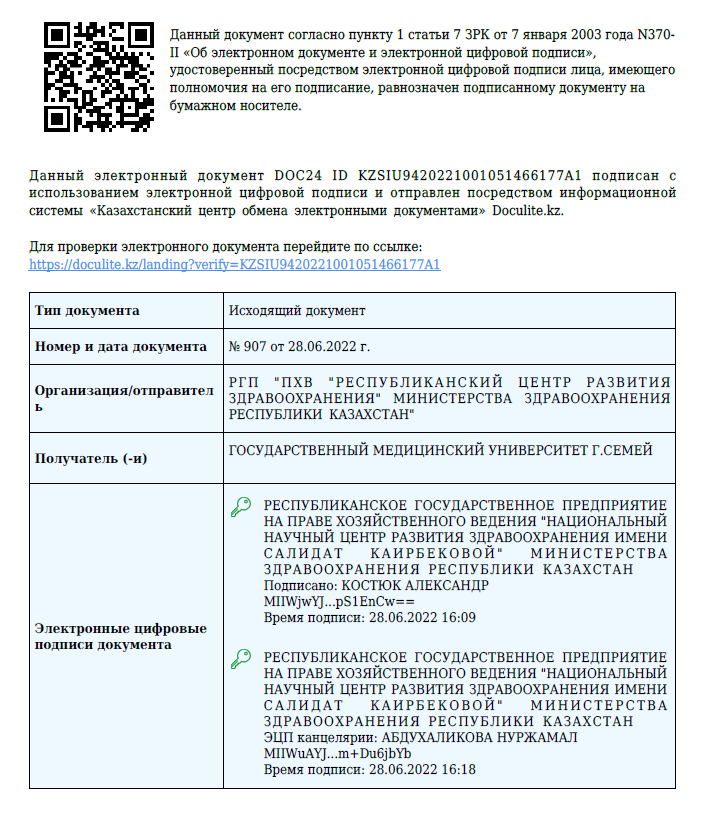 Данный документ согласно пункту 1 статьи 7 ЗРК от 7 января 2003 года N370-
II «Об электронном документе и электронной цифровой подписи»,
удостоверенный посредством электронной цифровой подписи лица, имеющего
полномочия на его подписание, равнозначен подписанному документу на
бумажном носителе.
Данный электронный документ DOC24 ID KZSIU9420221001051466177A1 подписан с
использованием электронной цифровой подписи и отправлен посредством информационной
системы «Казахстанский центр обмена электронными документами» Doculite.kz.
Для проверки электронного документа перейдите по ссылке:
https://doculite.kz/landing?verify=KZSIU9420221001051466177A1
Тип документа
Исходящий документ
Номер и дата документа
№ 907 от 28.06.2022 г.
Организация/отправител
ь
РГП "ПХВ "РЕСПУБЛИКАНСКИЙ ЦЕНТР РАЗВИТИЯ
ЗДРАВООХРАНЕНИЯ" МИНИСТЕРСТВА ЗДРАВООХРАНЕНИЯ
РЕСПУБЛИКИ КАЗАХСТАН"
Получатель (-и)
ГОСУДАРСТВЕННЫЙ МЕДИЦИНСКИЙ УНИВЕРСИТЕТ Г.СЕМЕЙ
Электронные цифровые
подписи документа
РЕСПУБЛИКАНСКОЕ ГОСУДАРСТВЕННОЕ ПРЕДПРИЯТИЕ
НА ПРАВЕ ХОЗЯЙСТВЕННОГО ВЕДЕНИЯ "НАЦИОНАЛЬНЫЙ
НАУЧНЫЙ ЦЕНТР РАЗВИТИЯ ЗДРАВООХРАНЕНИЯ ИМЕНИ
САЛИДАТ КАИРБЕКОВОЙ" МИНИСТЕРСТВА
ЗДРАВООХРАНЕНИЯ РЕСПУБЛИКИ КАЗАХСТАН
Подписано: КОСТЮК АЛЕКСАНДР
MIIWjwYJ...pS1EnCw==
Время подписи: 28.06.2022 16:09
РЕСПУБЛИКАНСКОЕ ГОСУДАРСТВЕННОЕ ПРЕДПРИЯТИЕ
НА ПРАВЕ ХОЗЯЙСТВЕННОГО ВЕДЕНИЯ "НАЦИОНАЛЬНЫЙ
НАУЧНЫЙ ЦЕНТР РАЗВИТИЯ ЗДРАВООХРАНЕНИЯ ИМЕНИ
САЛИДАТ КАИРБЕКОВОЙ" МИНИСТЕРСТВА
ЗДРАВООХРАНЕНИЯ РЕСПУБЛИКИ КАЗАХСТАН
ЭЦП канцелярии: АБДУХАЛИКОВА НУРЖАМАЛ
MIIWuAYJ...m+Du6jbYb
Время подписи: 28.06.2022 16:18